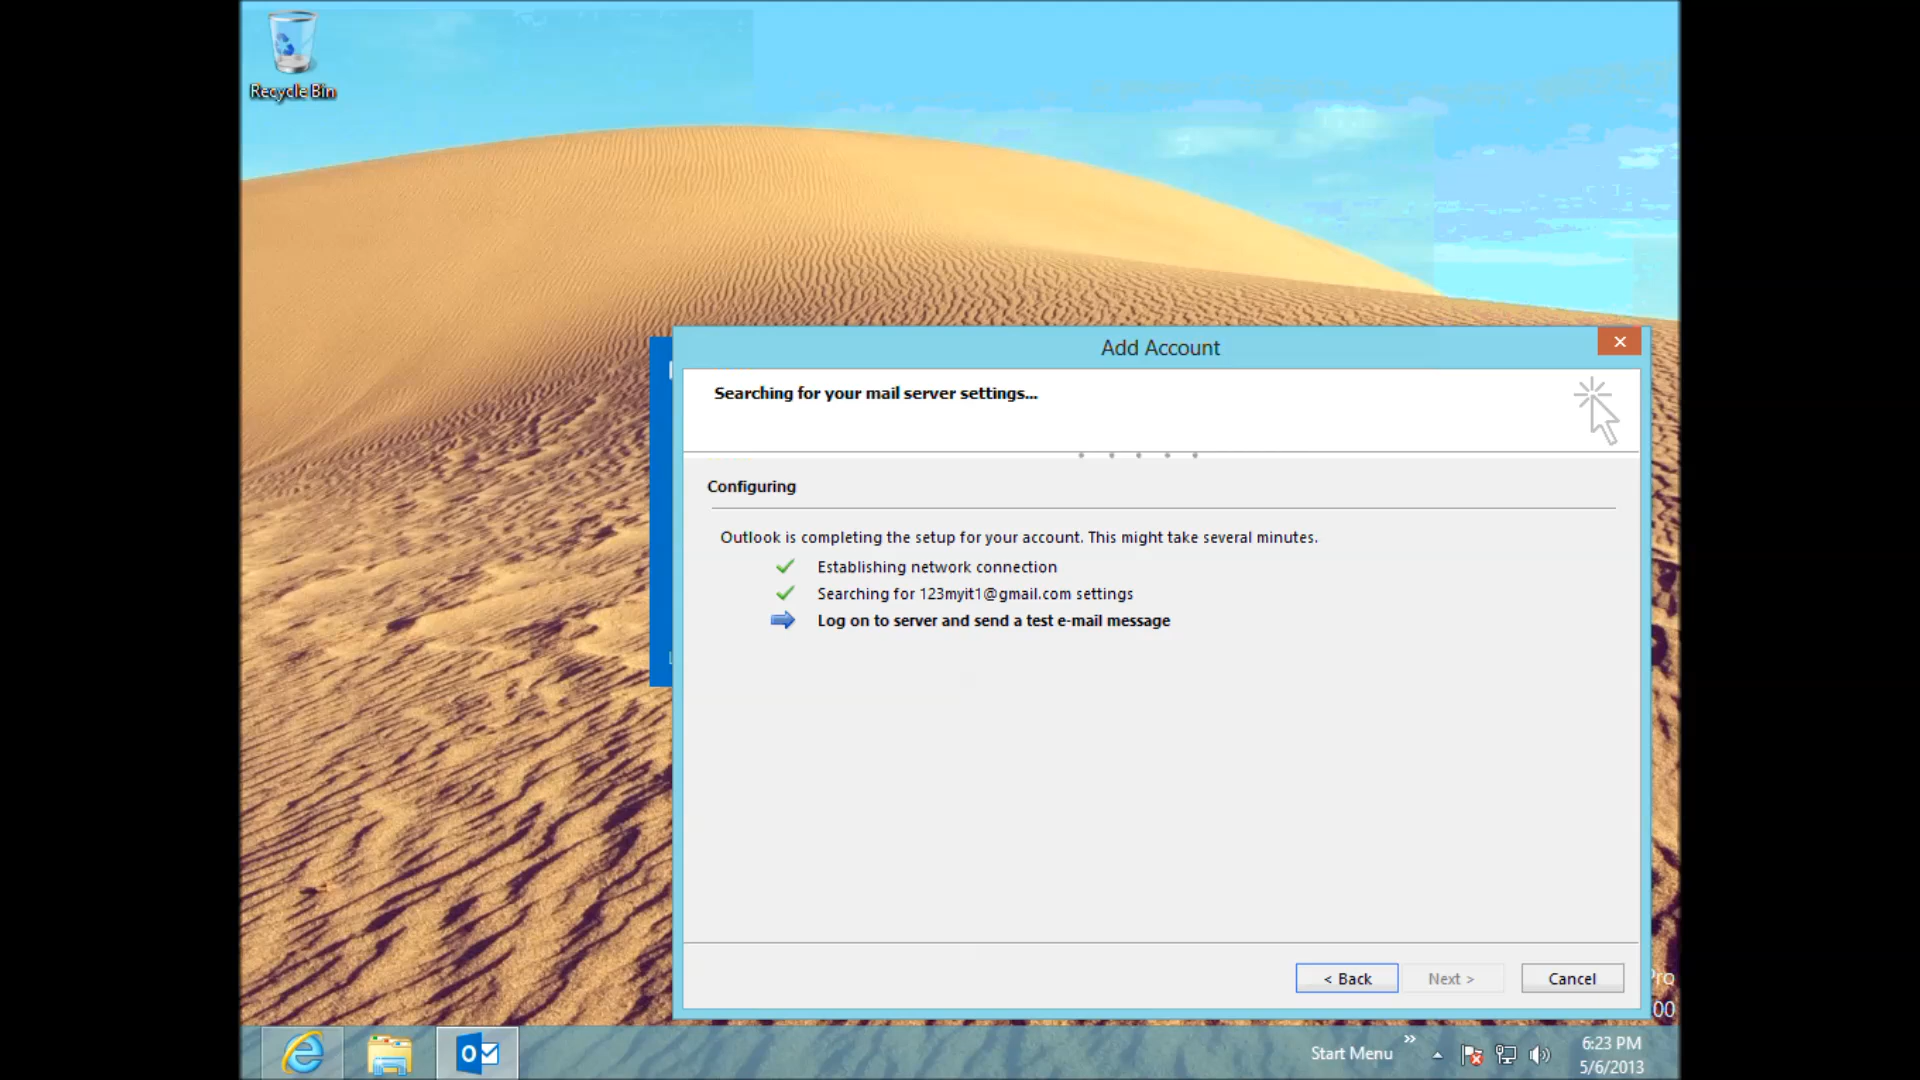 Recycle Bin
Add Account
Searching for your mail server settings...
Configuring
Outlook is completing the setup for your account. This might take several minutes.
Establishing network connection
Searching for 123myit1@gmail.com settings
Log on to server and send a test e-mail message
< Back
Next >
Cancel
Pro
00
Start Menu
»
6:23 PM
5/6/2013